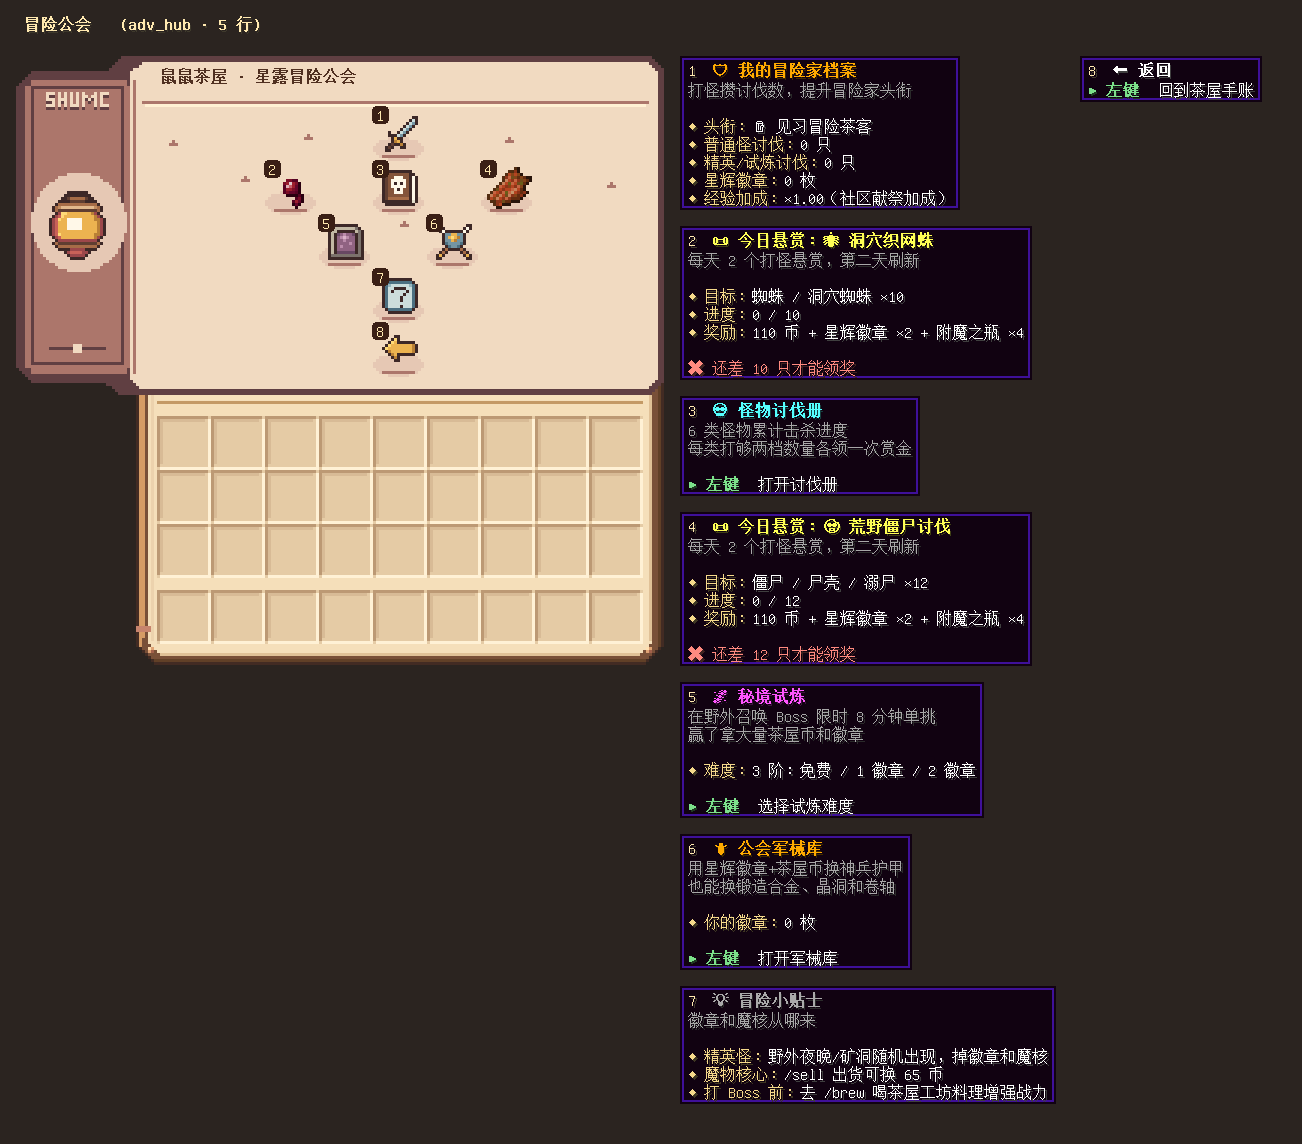 冒险公会 (adv_hub · 5 行)
SHUMC
鼠鼠茶屋 · 星露冒险公会
1
2
3
4
5
6
7
8
1 我的冒险家档案
打怪攒讨伐数，提升冒险家头衔
头衔：见习冒险茶客
普通怪讨伐：0 只
精英/试炼讨伐：0 只
星辉徽章：0 枚
经验加成：×1.00（社区献祭加成）
2 今日悬赏：洞穴织网蛛
每天 2 个打怪悬赏，第二天刷新
目标：蜘蛛 / 洞穴蜘蛛 ×10
进度：0 / 10
奖励：110 币 + 星辉徽章 ×2 + 附魔之瓶 ×4
✖ 还差 10 只才能领奖
3 怪物讨伐册
6 类怪物累计击杀进度
每类打够两档数量各领一次赏金
▸ 左键 打开讨伐册
4 今日悬赏：荒野僵尸讨伐
每天 2 个打怪悬赏，第二天刷新
目标：僵尸 / 尸壳 / 溺尸 ×12
进度：0 / 12
奖励：110 币 + 星辉徽章 ×2 + 附魔之瓶 ×4
✖ 还差 12 只才能领奖
5 秘境试炼
在野外召唤 Boss 限时 8 分钟单挑
赢了拿大量茶屋币和徽章
难度：3 阶：免费 / 1 徽章 / 2 徽章
▸ 左键 选择试炼难度
6 公会军械库
用星辉徽章+茶屋币换神兵护甲
也能换锻造合金、晶洞和卷轴
你的徽章：0 枚
▸ 左键 打开军械库
7 冒险小贴士
徽章和魔核从哪来
精英怪：野外夜晚/矿洞随机出现，掉徽章和魔核
魔物核心：/sell 出货可换 65 币
打 Boss 前：去 /brew 喝茶屋工坊料理增强战力
8 ⬅ 返回
▸ 左键 回到茶屋手账